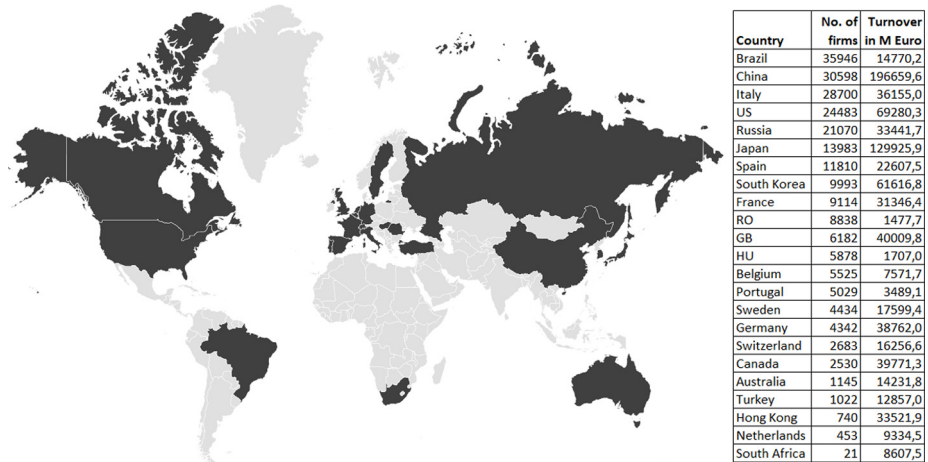 No. of Turnover
Country firms in M Euro
Brazil 35946 14770,2
China 30598 196659,6
Italy 28700 36155,0
US 24483 69280,3
Russia 21070 33441,7
Japan 13983 129925,9
Spain 11810 22607,5
South Korea 9993 61616,8
France 9114 31346,4
RO 8838 1477,7
GB 6182 40009,8
HU 5878 1707,0
Belgium 5525 7571,7
Portugal 5029 3489,1
Sweden 4434 17599,4
Germany 4342 38762,0
Switzerland 2683 16256,6
Canada 2530 39771,3
Australia 1145 14231,8
Turkey 1022 12857,0
Hong Kong 740 33521,9
Netherlands 453 9334,5
South Africa 21 8607,5